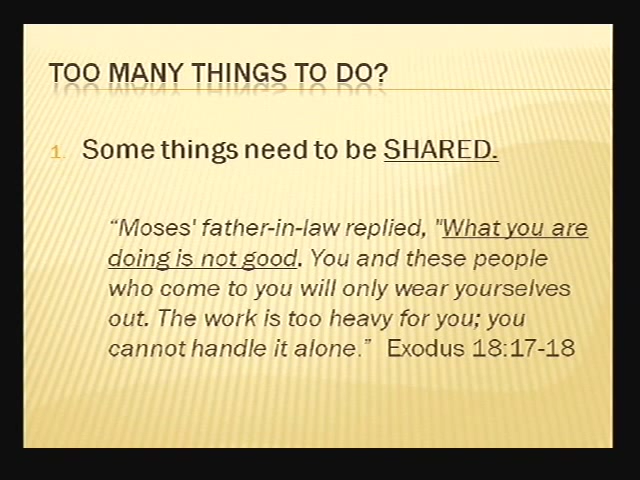 TOO MANY THINGS TO DO?
1. Some things need to be SHARED.
“Moses' father-in-law replied, "What you are
doing is not good. You and these people
who come to you will only wear yourselves
out. The work is too heavy for you; you
cannot handle it alone.” Exodus 18:17-18